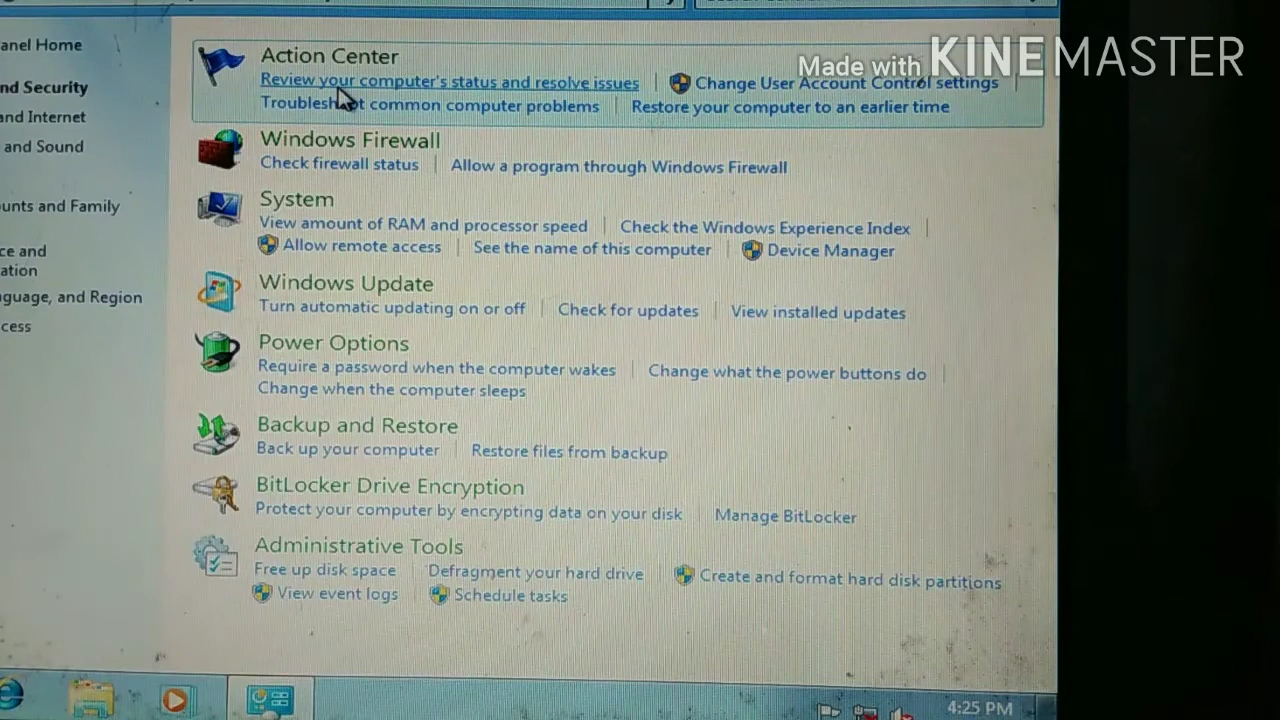 Made with KINEMASTER
anel Home
nd Security
and Internet
and Sound
unts and Family
ce and
ation
guage, and Region
cess
Action Center
Review your computer's status and resolve issues Change User Account Control settings
Troubleshoot common computer problems Restore your computer to an earlier time
Windows Firewall
Check firewall status Allow a program through Windows Firewall
System
View amount of RAM and processor speed Check the Windows Experience Index
Allow remote access See the name of this computer Device Manager
Windows Update
Turn automatic updating on or off Check for updates View installed updates
Power Options
Require a password when the computer wakes Change what the power buttons do
Change when the computer sleeps
Backup and Restore
Back up your computer Restore files from backup
BitLocker Drive Encryption
Protect your computer by encrypting data on your disk Manage BitLocker
Administrative Tools
Free up disk space Defragment your hard drive Create and format hard disk partitions
View event logs Schedule tasks
4:25 PM